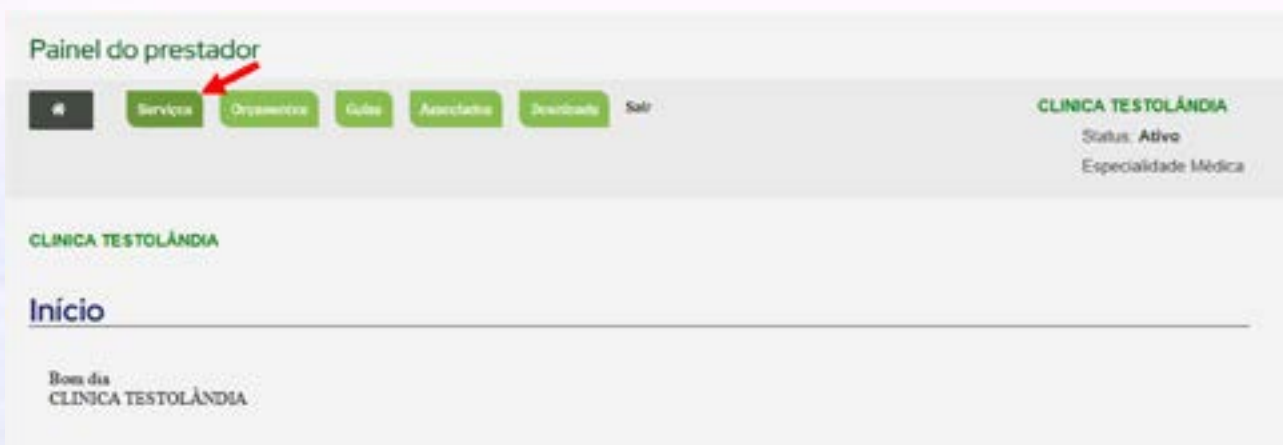 Painel do prestador
Serviços Orçamentos Guias Associados Downloads Sair
CLINICA TESTOLÂNDIA
Status: Ativo
Especialidade Médica
CLINICA TESTOLÂNDIA
Início
Bom dia
CLINICA TESTOLÂNDIA